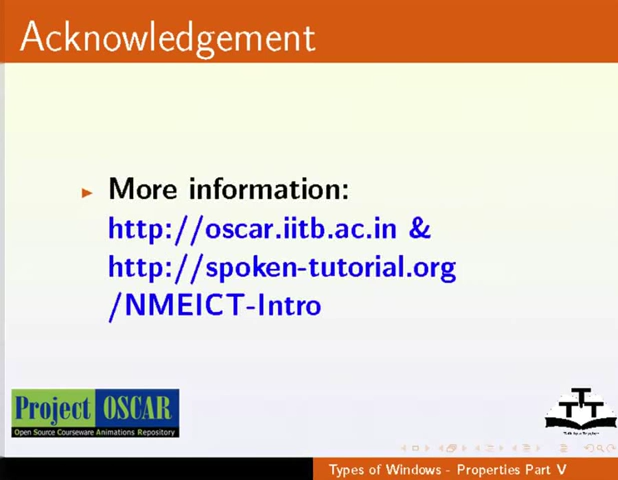 Acknowledgement
More information:
http://oscar.iitb.ac.in &
http://spoken-tutorial.org
/NMEICT-Intro
Project OSCAR
Open Source Courseware Animations Repository
TTT
Types of Windows - Properties Part V